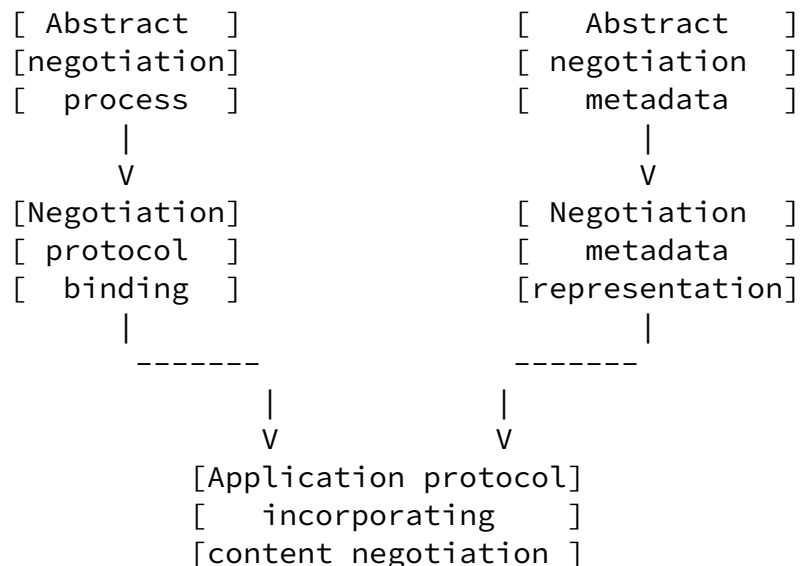 [ Abstract ] [ Abstract ]
[negotiation] [ negotiation ]
[ process ] [ metadata ]
| |
V V
[Negotiation] [ Negotiation ]
[ protocol ] [ metadata ]
[ binding ] [representation]
| |
------- -------
| |
V V
[Application protocol]
[ incorporating ]
[content negotiation ]